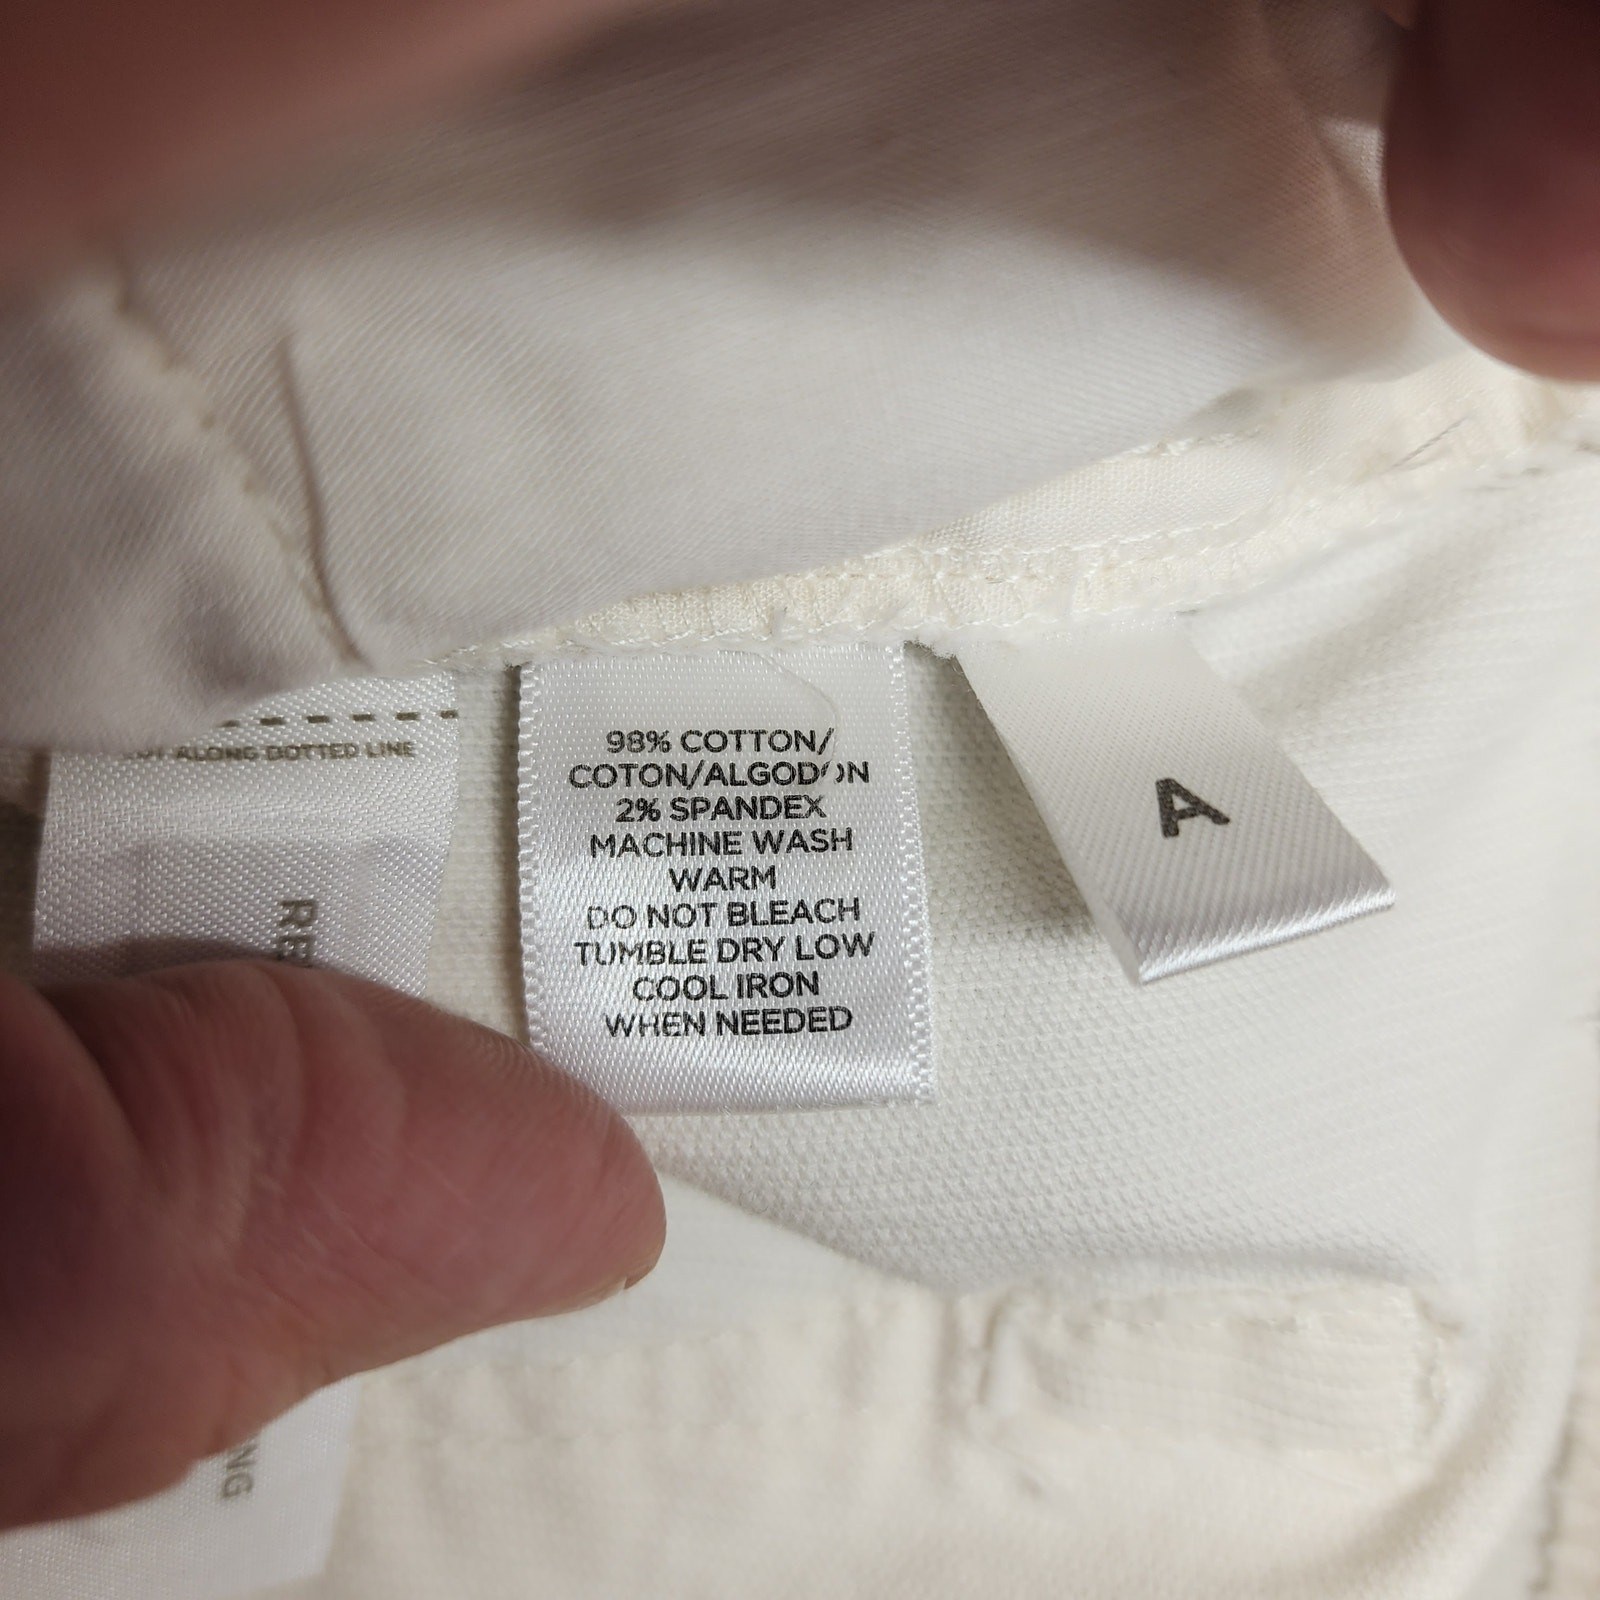 ALONG DOTTED LINE
98% COTTON/
COTON/ALGODON
2% SPANDEX
MACHINE WASH
WARM
DO NOT BLEACH
TUMBLE DRY LOW
COOL IRON
WHEN NEEDED
A